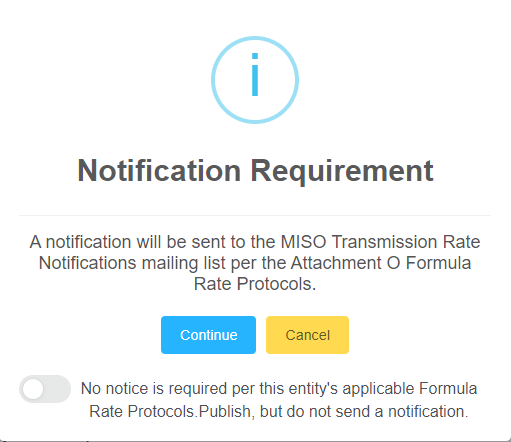 i
Notification Requirement
A notification will be sent to the MISO Transmission Rate
Notifications mailing list per the Attachment O Formula
Rate Protocols.
Continue Cancel
No notice is required per this entity's applicable Formula
Rate Protocols.Publish, but do not send a notification.